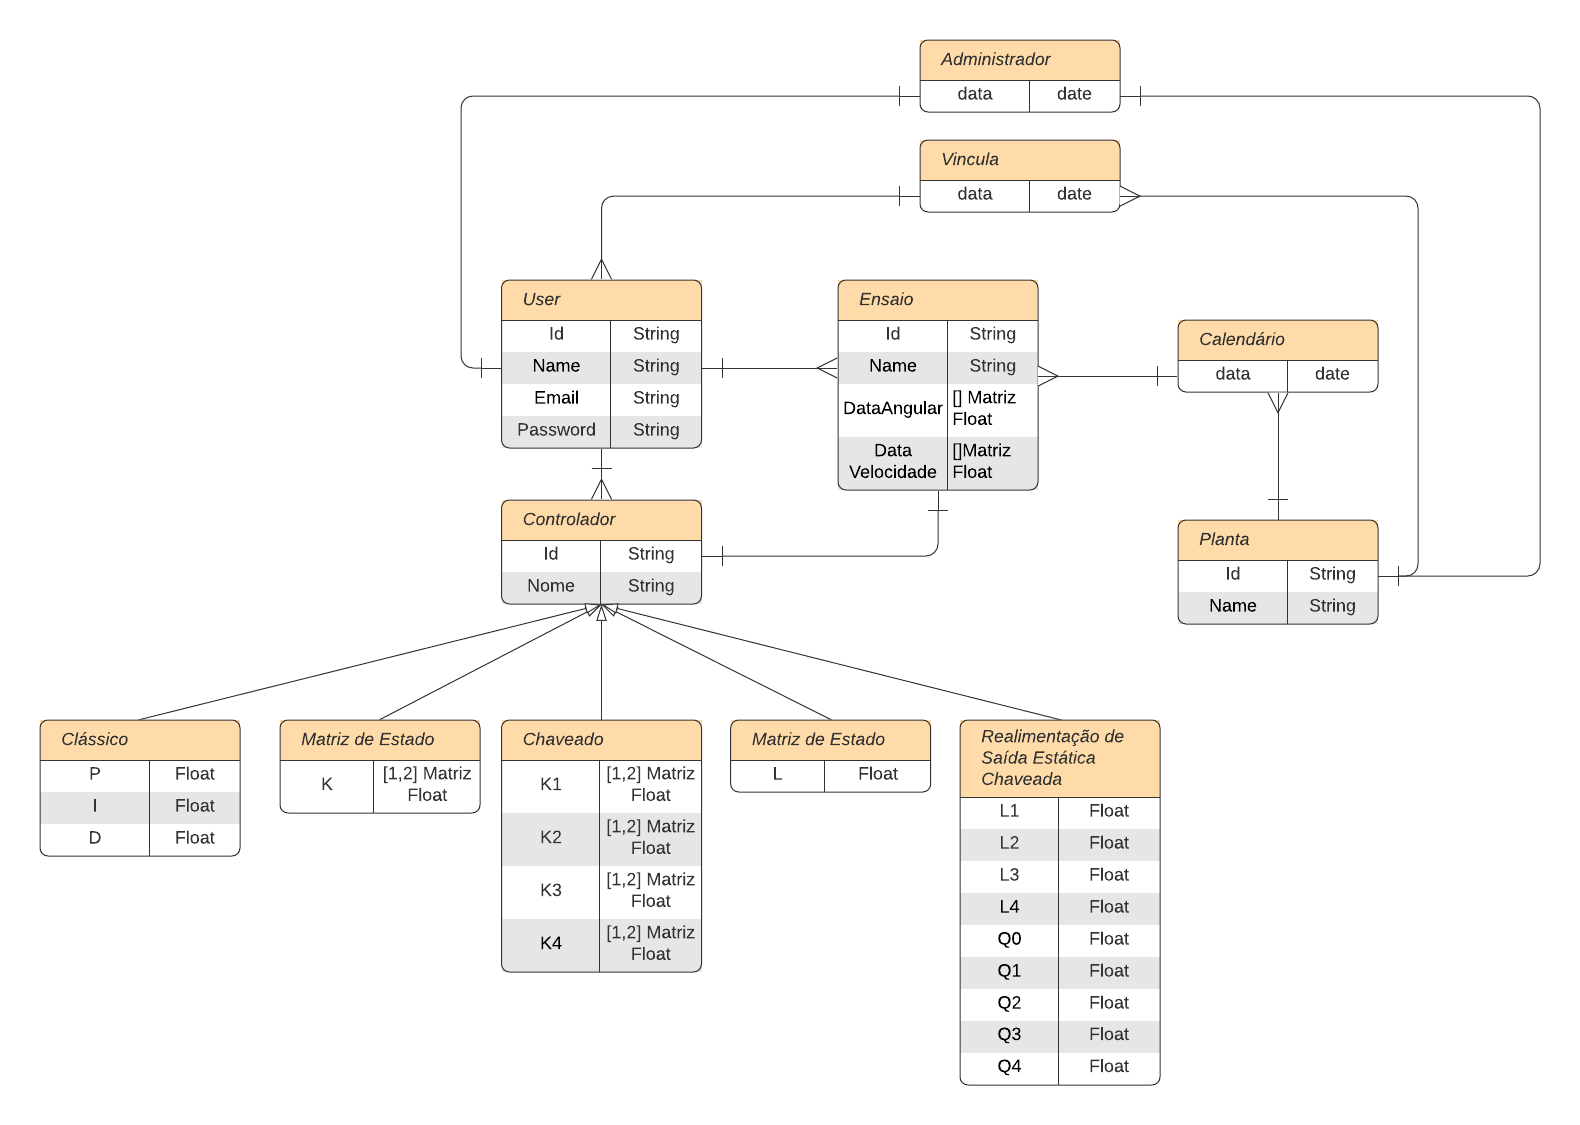 Administrador
data date
Vincula
data date
User
Id String
Name String
Email String
Password String
Ensaio
Id String
Name String
DataAngular [] Matriz
Float
Data
Velocidade []Matriz
Float
Calendário
data date
Controlador
Id String
Nome String
Planta
Id String
Name String
Clássico
P Float
I Float
D Float
Matriz de Estado
K [1,2] Matriz
Float
Chaveado
K1 [1,2] Matriz
Float
K2 [1,2] Matriz
Float
K3 [1,2] Matriz
Float
K4 [1,2] Matriz
Float
Matriz de Estado
L Float
Realimentação de
Saída Estática
Chaveada
L1 Float
L2 Float
L3 Float
L4 Float
Q0 Float
Q1 Float
Q2 Float
Q3 Float
Q4 Float